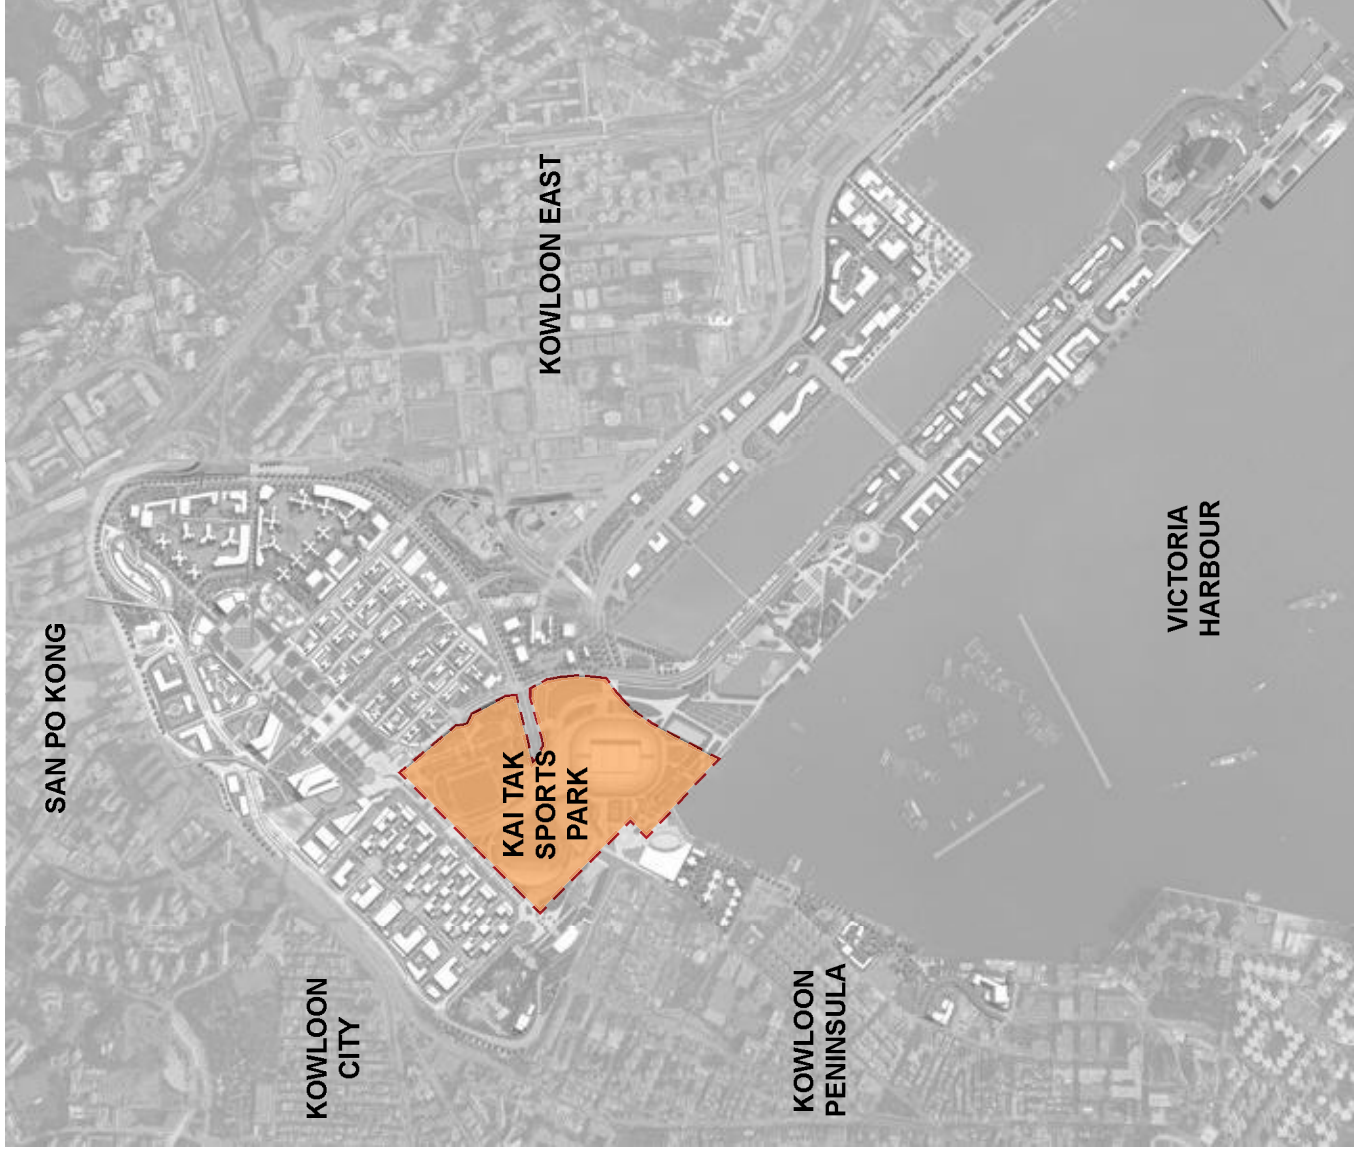 SAN PO KONG
KOWLOON
CITY
KAI TAK
SPORTS
PARK
KOWLOON EAST
KOWLOON
PENINSULA
VICTORIA
HARBOUR